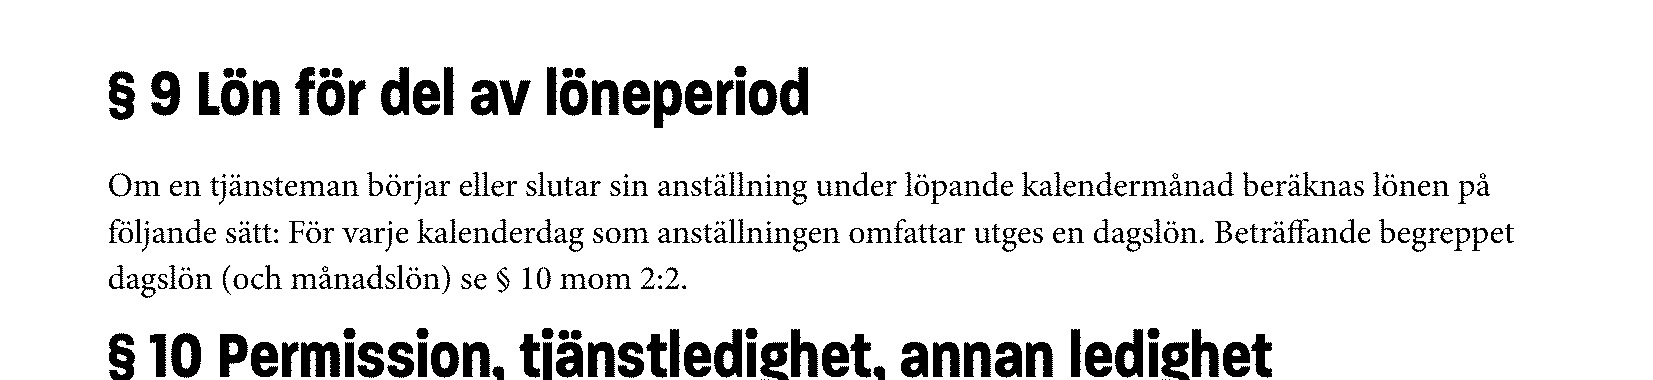 § 9 Lön för del av löneperiod
Om en tjänsteman börjar eller slutar sin anställning under löpande kalendermånad beräknas lönen på
följande sätt: För varje kalenderdag som anställningen omfattar utges en dagslön. Beträffande begreppet
dagslön (och månadslön) se § 10 mom 2:2.
§ 10 Permission, tjänstledighet, annan ledighet